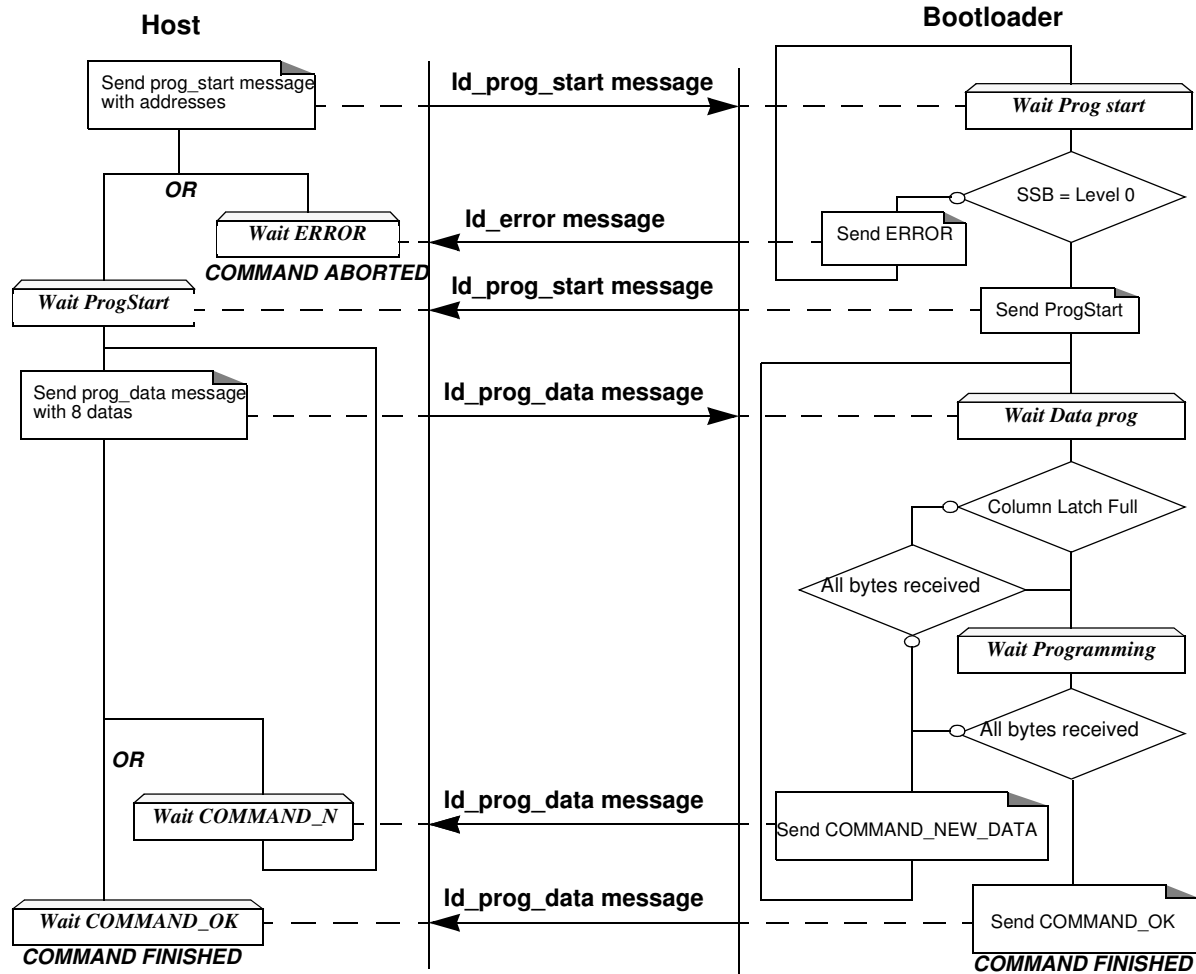 Host
Bootloader
Send prog_start message
with addresses
Id_prog_start message
Wait Prog start
OR
SSB = Level 0
Id_error message
Wait ERROR
Send ERROR
COMMAND ABORTED
Id_prog_start message
Wait ProgStart
Send ProgStart
Send prog_data message
with 8 datas
Id_prog_data message
Wait Data prog
Column Latch Full
All bytes received
Wait Programming
All bytes received
OR
Id_prog_data message
Wait COMMAND_N
Send COMMAND_NEW_DATA
Id_prog_data message
Wait COMMAND_OK
Send COMMAND_OK
COMMAND FINISHED
COMMAND FINISHED